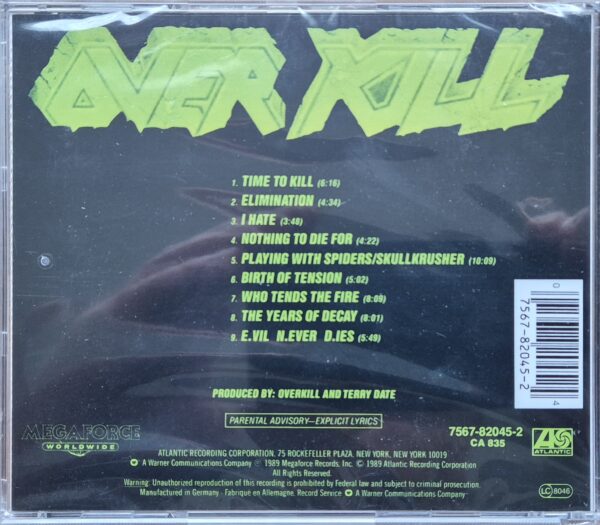 OVER KILL
1. TIME TO KILL (6:16)
2. ELIMINATION (4:34)
3. I HATE (3:48)
4. NOTHING TO DIE FOR (4:22)
5. PLAYING WITH SPIDERS/SKULLKRUSHER (10:09)
6. BIRTH OF TENSION (5:02)
7. WHO TENDS THE FIRE (8:09)
8. THE YEARS OF DECAY (8:01)
9. E.VIL N.EVER D.IES (5:49)
0
7567-82045-2
4
PRODUCED BY: OVERKILL AND TERRY DATE
PARENTAL ADVISORY—EXPLICIT LYRICS
MEGAFORCE
WORLDWIDE
7567-82045-2
CA 835
ATLANTIC
ATLANTIC RECORDING CORPORATION, 75 ROCKEFELLER PLAZA, NEW YORK, NEW YORK 10019
A Warner Communications Company ℗ 1989 Megaforce Records, Inc. © 1989 Atlantic Recording Corporation
All Rights Reserved.
Warning: Unauthorized reproduction of this recording is prohibited by Federal law and subject to criminal prosecution.
Manufactured in Germany · Fabriqué en Allemagne. Record Service A Warner Communications Company
LC 8046